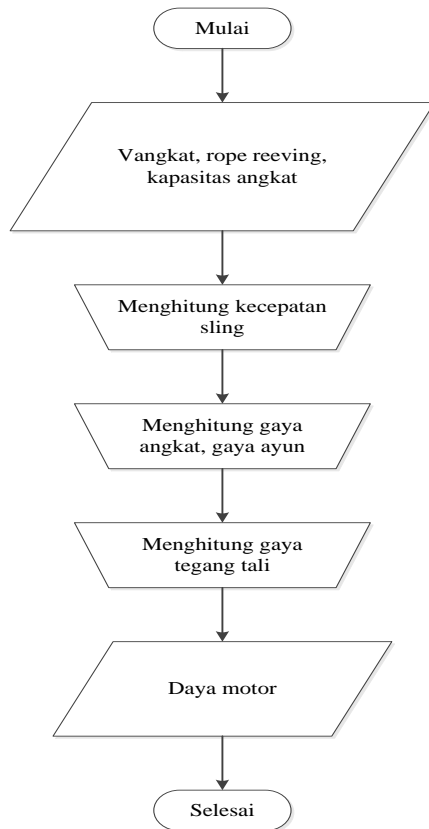 Mulai
Vangkat, rope reeving,
kapasitas angkat
Menghitung kecepatan
sling
Menghitung gaya
angkat, gaya ayun
Menghitung gaya
tegang tali
Daya motor
Selesai